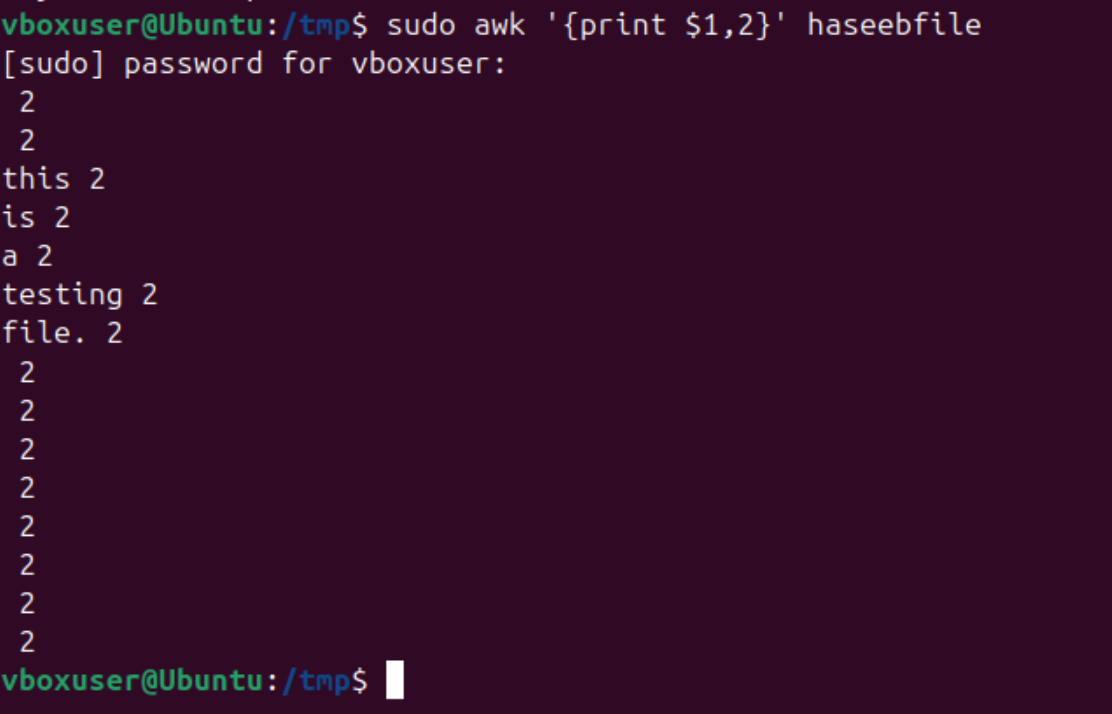 vboxuser@Ubuntu:/tmp$ sudo awk '{print $1,2}' haseebfile
[sudo] password for vboxuser:
 2
 2
this 2
is 2
a 2
testing 2
file. 2
 2
 2
 2
 2
 2
 2
 2
 2
vboxuser@Ubuntu:/tmp$